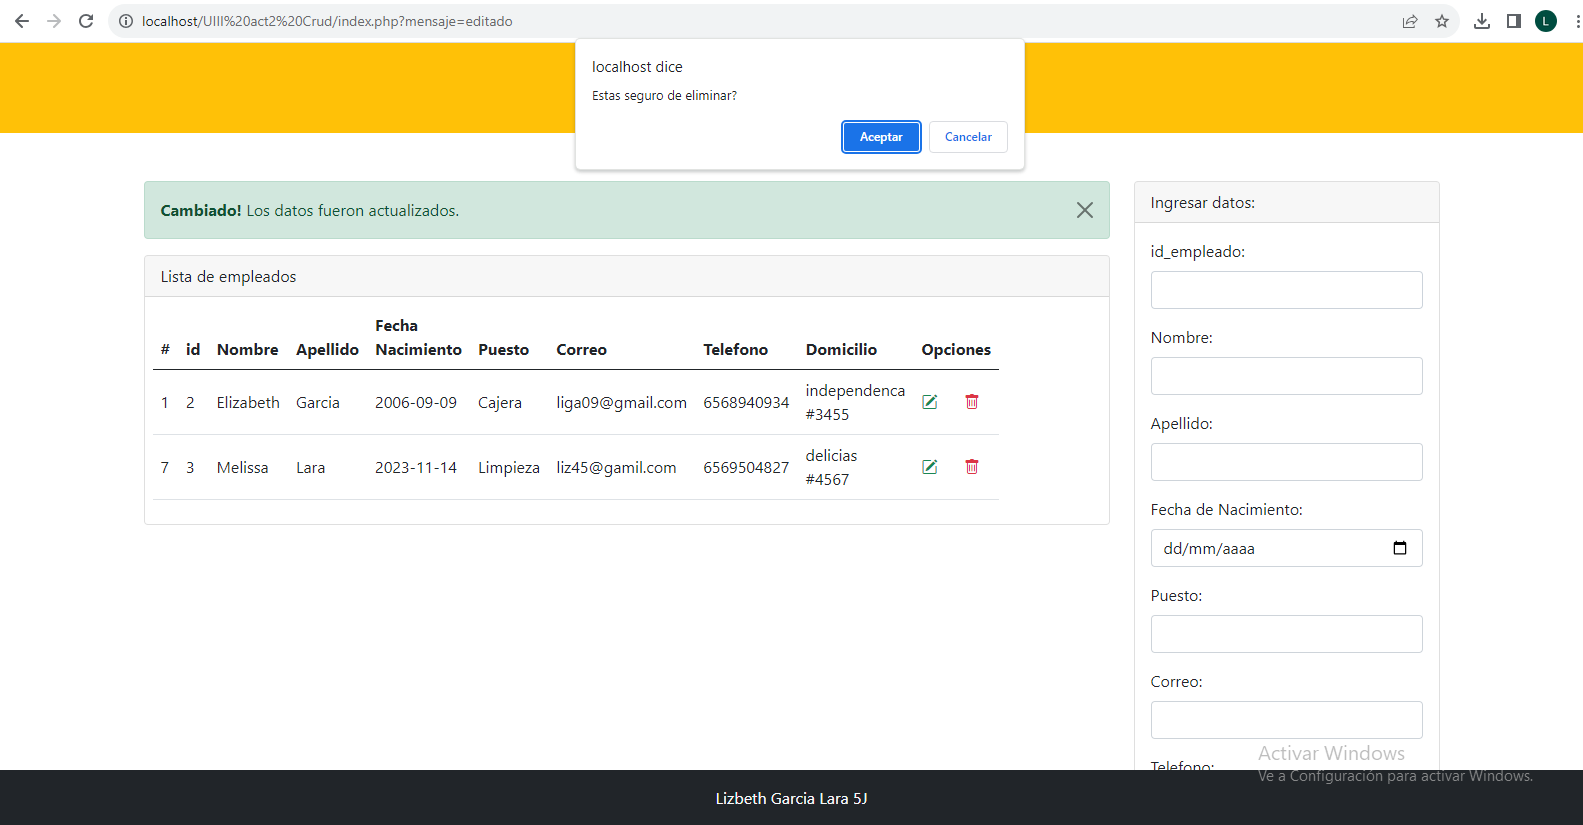 localhost/UIII%20act2%20Crud/index.php?mensaje=editado
L
localhost dice
Estas seguro de eliminar?
Aceptar
Cancelar
Cambiado! Los datos fueron actualizados.
Lista de empleados
# id Nombre Apellido Fecha Nacimiento Puesto Correo Telefono Domicilio Opciones
1 2 Elizabeth Garcia 2006-09-09 Cajera liga09@gmail.com 6568940934 independenca #3455
7 3 Melissa Lara 2023-11-14 Limpieza liz45@gamil.com 6569504827 delicias #4567
Ingresar datos:
id_empleado:
Nombre:
Apellido:
Fecha de Nacimiento:
dd/mm/aaaa
Puesto:
Correo:
Telefono:
Activar Windows
Ve a Configuración para activar Windows.
Lizbeth Garcia Lara 5J